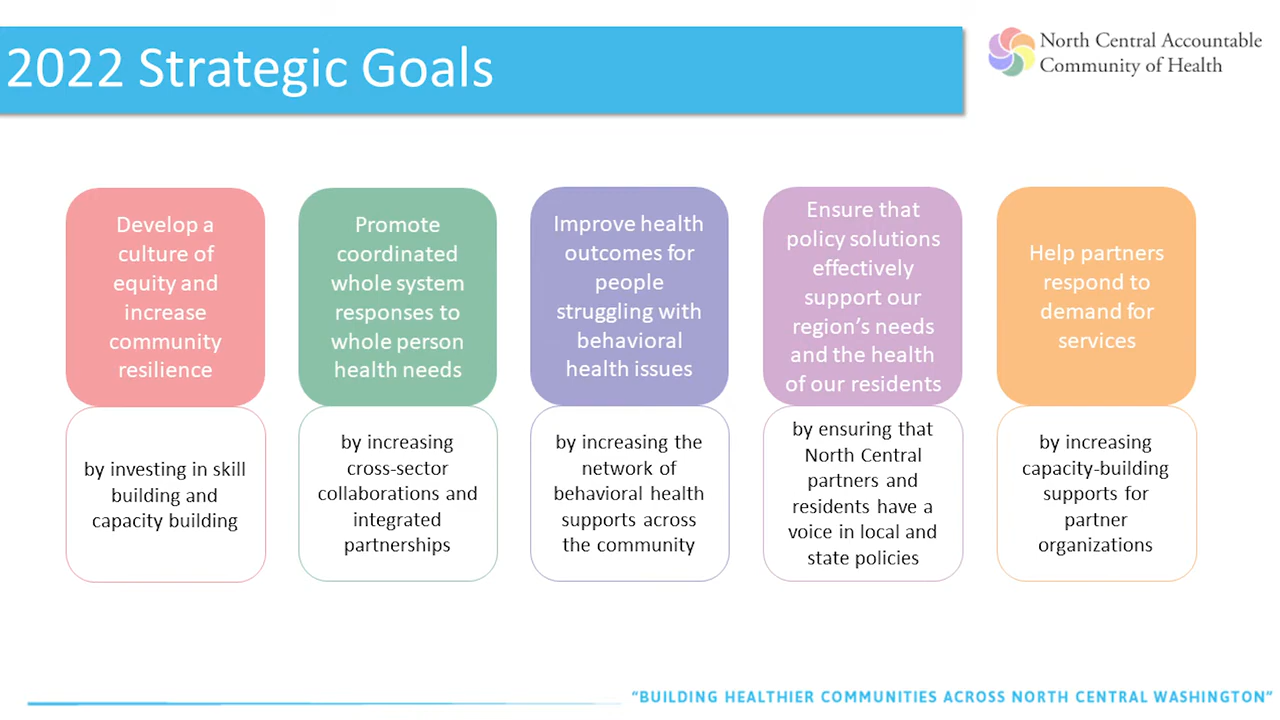 2022 Strategic Goals
North Central Accountable
Community of Health
Develop a
culture of
equity and
increase
community
resilience
by investing in skill
building and
capacity building
Promote
coordinated
whole system
responses to
whole person
health needs
by increasing
cross-sector
collaborations and
integrated
partnerships
Improve health
outcomes for
people
struggling with
behavioral
health issues
by increasing the
network of
behavioral health
supports across
the community
Ensure that
policy solutions
effectively
support our
region’s needs
and the health
of our residents
by ensuring that
North Central
partners and
residents have a
voice in local and
state policies
Help partners
respond to
demand for
services
by increasing
capacity-building
supports for
partner
organizations
“BUILDING HEALTHIER COMMUNITIES ACROSS NORTH CENTRAL WASHINGTON”